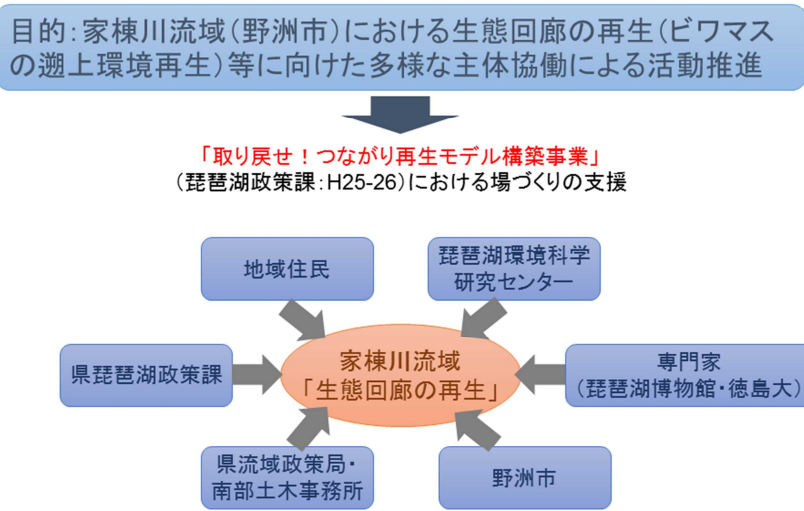 目的：家棟川流域（野洲市）における生態回廊の再生（ビワマス
の遡上環境再生）等に向けた多様な主体協働による活動推進
「取り戻せ！つながり再生モデル構築事業」
（琵琶湖政策課：H25-26）における場づくりの支援
地域住民
琵琶湖環境科学
研究センター
県琵琶湖政策課
家棟川流域
「生態回廊の再生」
専門家
（琵琶湖博物館・徳島大）
県流域政策局・
南部土木事務所
野洲市